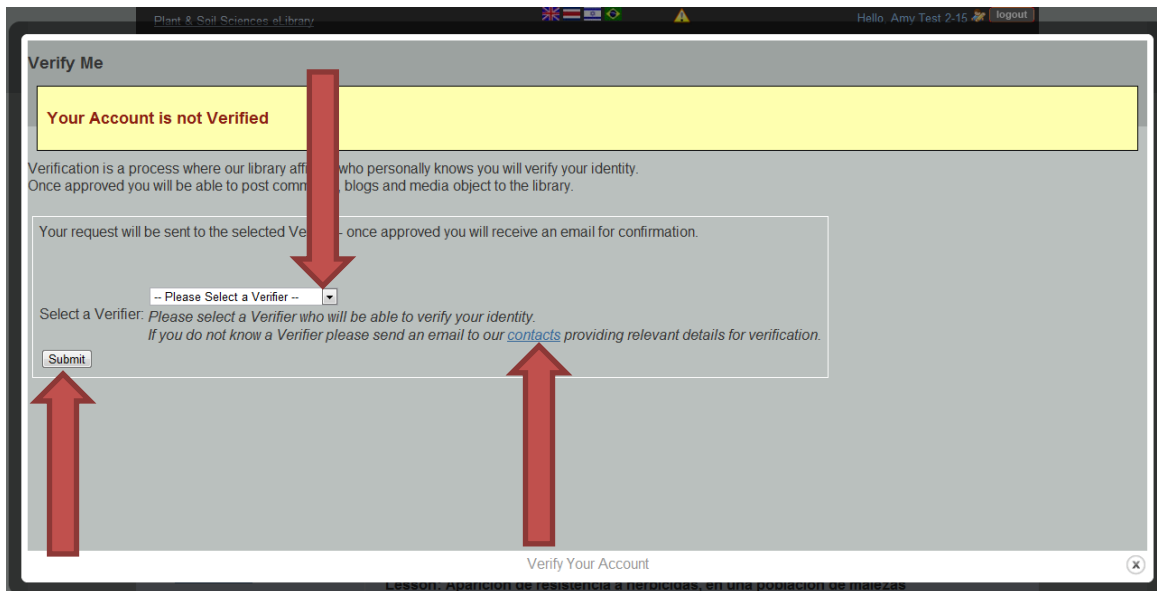 Plant & Soil Sciences eLibrary
Hello, Amy Test 2-15 logout
Verify Me
Your Account is not Verified
Verification is a process where our library affi who personally knows you will verify your identity.
Once approved you will be able to post comm , blogs and media object to the library.
Your request will be sent to the selected Ve - once approved you will receive an email for confirmation.
-- Please Select a Verifier --
Select a Verifier: Please select a Verifier who will be able to verify your identity.
If you do not know a Verifier please send an email to our contacts providing relevant details for verification.
Submit
Verify Your Account
x
Lesson: Aparición de resistencia a herbicidas, en una población de malezas